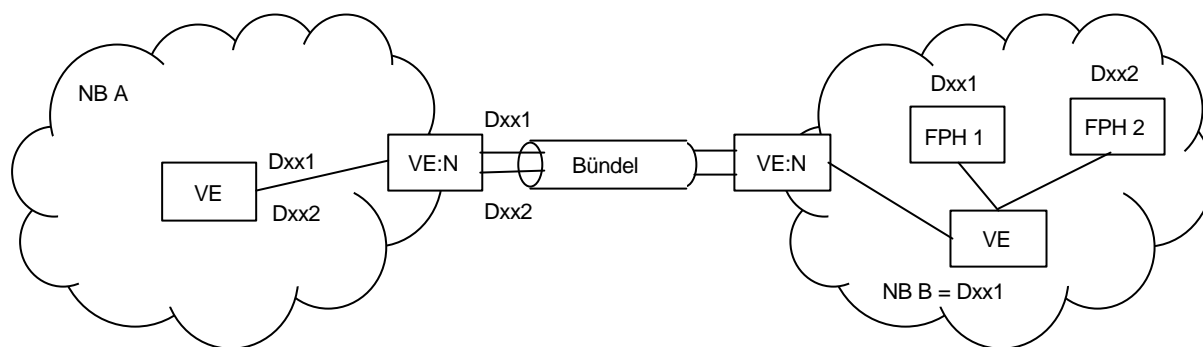 NB A
VE
Dxx1
Dxx2
VE:N
Dxx1
Dxx2
Bündel
VE:N
Dxx1
FPH 1
Dxx2
FPH 2
VE
NB B = Dxx1